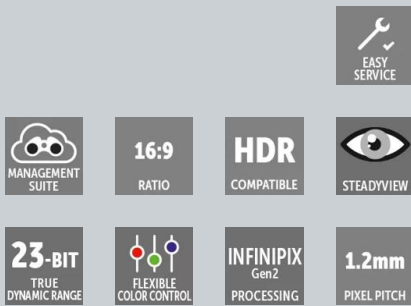 EASY
SERVICE
MANAGEMENT
SUITE
16:9
RATIO
HDR
COMPATIBLE
STEADYVIEW
23-BIT
TRUE
DYNAMIC RANGE
FLEXIBLE
COLOR CONTROL
INFINIPIX
Gen2
PROCESSING
1.2mm
PIXEL PITCH